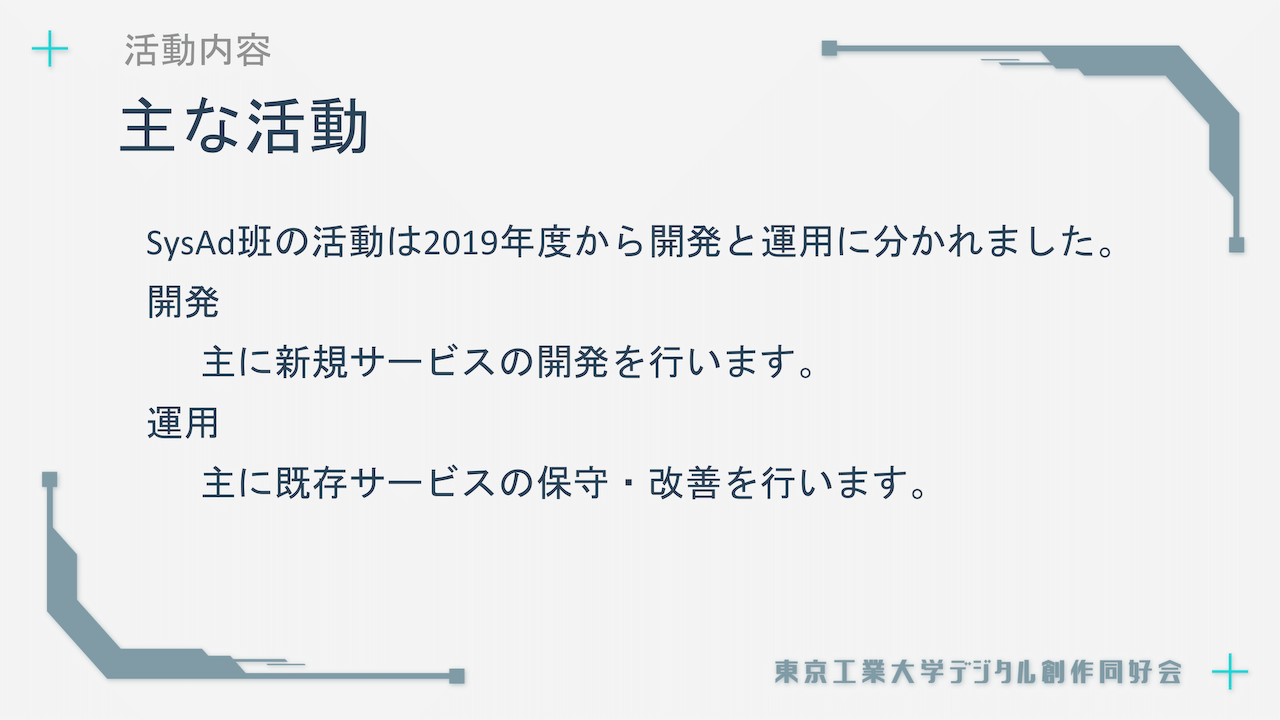 活動内容
主な活動
SysAd班の活動は2019年度から開発と運用に分かれました。
開発
主に新規サービスの開発を行います。
運用
主に既存サービスの保守・改善を行います。
東京工業大学デジタル創作同好会